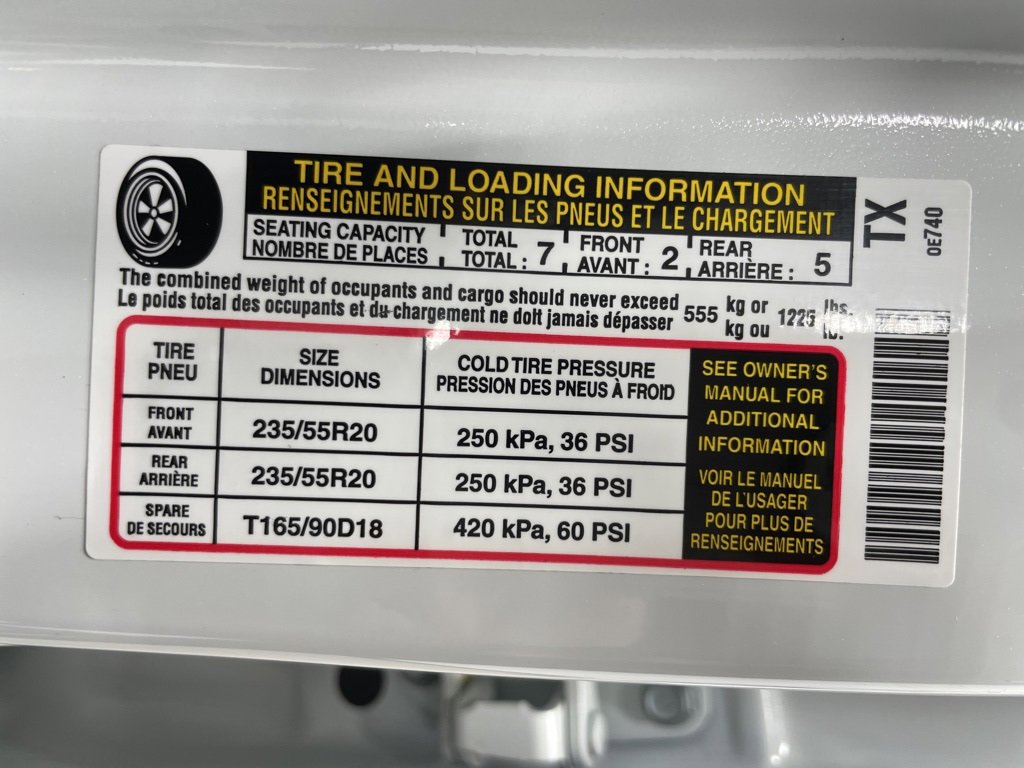 TIRE AND LOADING INFORMATION
RENSEIGNEMENTS SUR LES PNEUS ET LE CHARGEMENT
SEATING CAPACITY TOTAL FRONT REAR
NOMBRE DE PLACES TOTAL : 7 AVANT : 2 ARRIÈRE : 5
The combined weight of occupants and cargo should never exceed 555 kg or 1225 lbs.
Le poids total des occupants et du chargement ne doit jamais dépasser kg ou lb.
TIRE
PNEU
SIZE
DIMENSIONS
COLD TIRE PRESSURE
PRESSION DES PNEUS À FROID
FRONT
AVANT
235/55R20
250 kPa, 36 PSI
REAR
ARRIÈRE
235/55R20
250 kPa, 36 PSI
SPARE
DE SECOURS
T165/90D18
420 kPa, 60 PSI
SEE OWNER'S
MANUAL FOR
ADDITIONAL
INFORMATION
VOIR LE MANUEL
DE L'USAGER
POUR PLUS DE
RENSEIGNEMENTS
TX
0E740